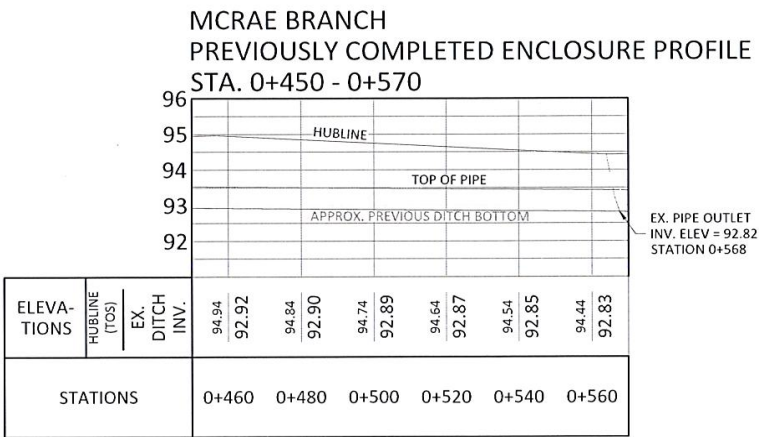 MCRAE BRANCH
PREVIOUSLY COMPLETED ENCLOSURE PROFILE
STA. 0+450 - 0+570
96
95
94
93
92
HUBLINE
TOP OF PIPE
APPROX. PREVIOUS DITCH BOTTOM
EX. PIPE OUTLET
INV. ELEV = 92.82
STATION 0+568
ELEVA-
TIONS
HUBLINE
(TOS)
EX.
DITCH
INV.
94.94
92.92
94.84
92.90
94.74
92.89
94.64
92.87
94.54
92.85
94.44
92.83
STATIONS
0+460 0+480 0+500 0+520 0+540 0+560